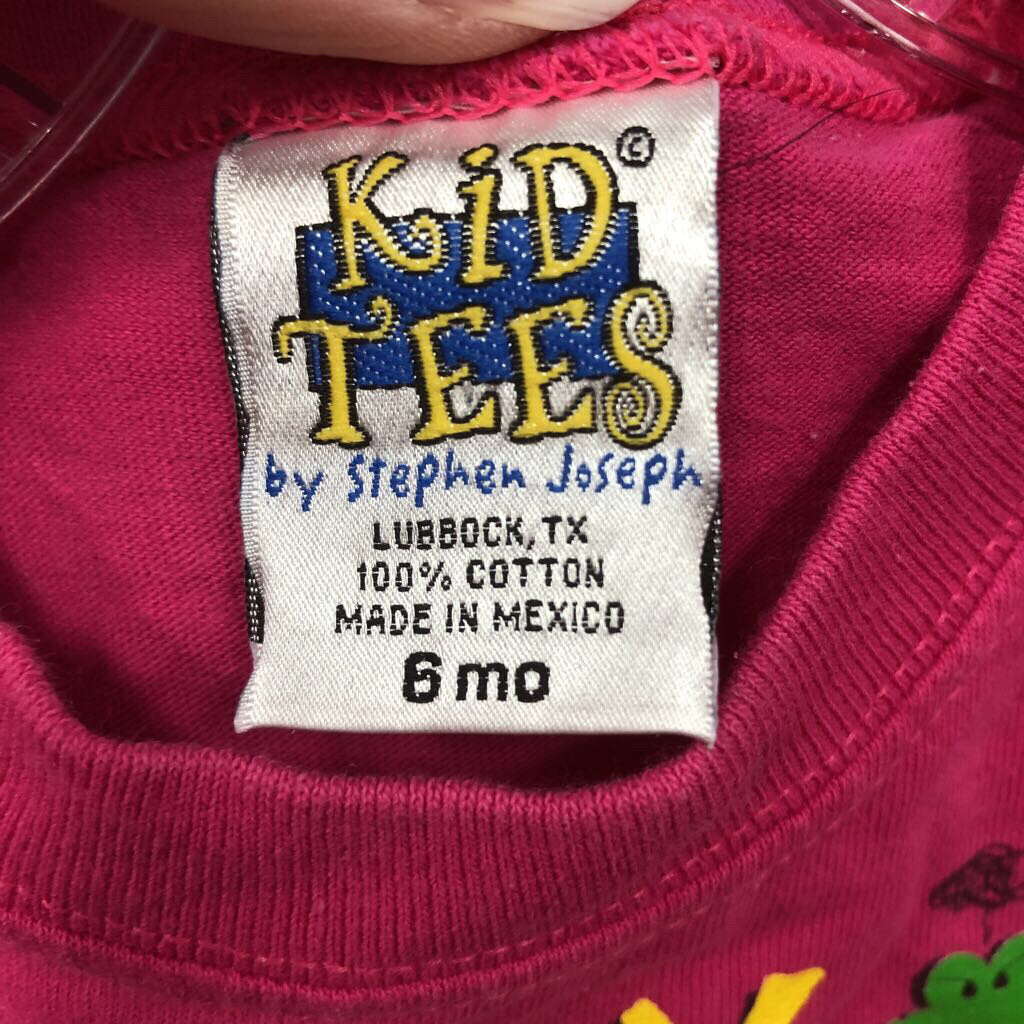 KiD ©
TEES
by Stephen Joseph
LUBBOCK, TX
100% COTTON
MADE IN MEXICO
6 mo